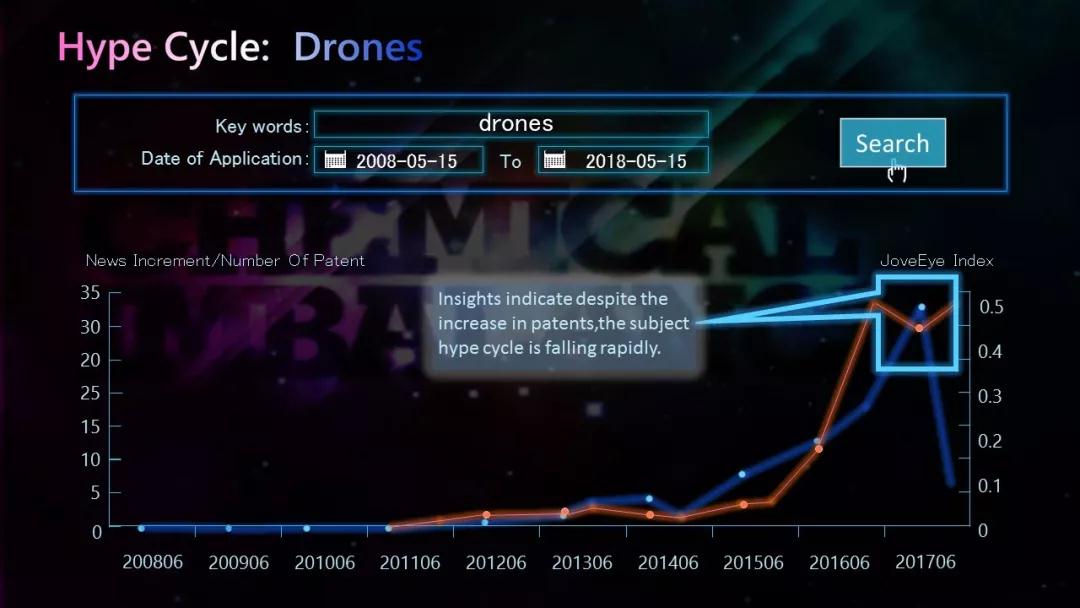 Hype Cycle: Drones
Key words: drones
Search
Date of Application: 2008-05-15 To 2018-05-15
CHEMICAL
News Increment/Number Of Patent
JoveEye Index
Insights indicate despite the
increase in patents,the subject
hype cycle is falling rapidly.
35
30
20
25
15
10
5
0
0.5
0.4
0.3
0.2
0.1
0
200806 200906 201006 201106 201206 201306 201406 201506 201606 201706